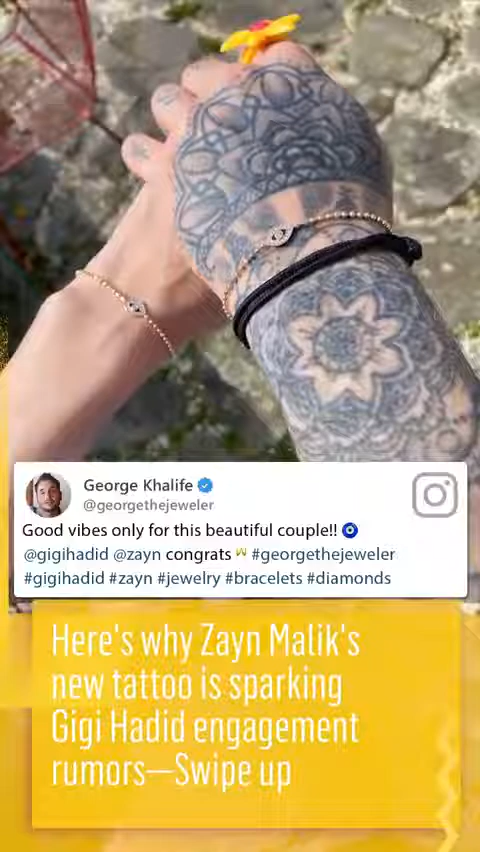 George Khalife
@georgethejeweler
Good vibes only for this beautiful couple!! 🧿
@gigihadid @zayn congrats 🥂 #georgethejeweler
#gigihadid #zayn #jewelry #bracelets #diamonds
Here's why Zayn Malik's
new tattoo is sparking
Gigi Hadid engagement
rumors—Swipe up